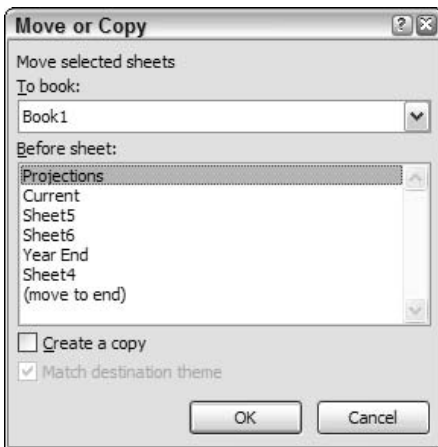 Move or Copy
Move selected sheets
To book:
Book1
Before sheet:
Projections
Current
Sheet5
Sheet6
Year End
Sheet4
(move to end)
Create a copy
Match destination theme
OK Cancel